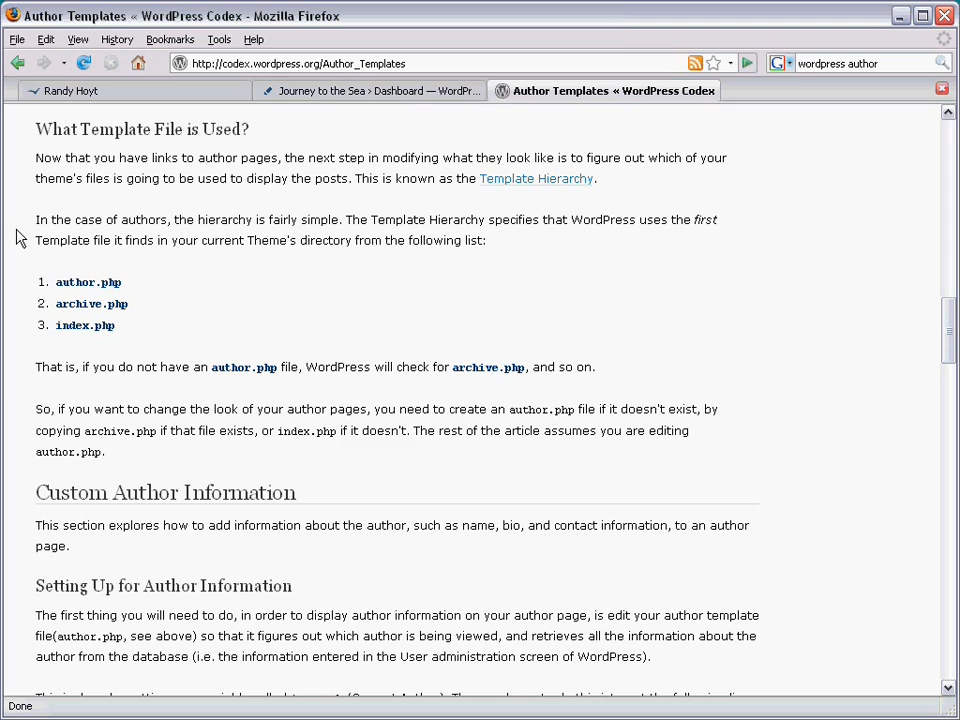 Author Templates « WordPress Codex - Mozilla Firefox
File Edit View History Bookmarks Tools Help
http://codex.wordpress.org/Author_Templates
G
wordpress author
Randy Hoyt
Journey to the Sea › Dashboard — WordPr...
Author Templates « WordPress Codex
What Template File is Used?
Now that you have links to author pages, the next step in modifying what they look like is to figure out which of your
theme's files is going to be used to display the posts. This is known as the Template Hierarchy.
In the case of authors, the hierarchy is fairly simple. The Template Hierarchy specifies that WordPress uses the first
Template file it finds in your current Theme's directory from the following list:
1. author.php
2. archive.php
3. index.php
That is, if you do not have an author.php file, WordPress will check for archive.php, and so on.
So, if you want to change the look of your author pages, you need to create an author.php file if it doesn't exist, by
copying archive.php if that file exists, or index.php if it doesn't. The rest of the article assumes you are editing
author.php.
Custom Author Information
This section explores how to add information about the author, such as name, bio, and contact information, to an author
page.
Setting Up for Author Information
The first thing you will need to do, in order to display author information on your author page, is edit your author template
file(author.php, see above) so that it figures out which author is being viewed, and retrieves all the information about the
author from the database (i.e. the information entered in the User administration screen of WordPress).
Done